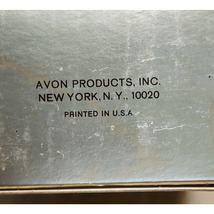 AVON PRODUCTS, INC.
NEW YORK, N. Y., 10020
PRINTED IN U.S.A